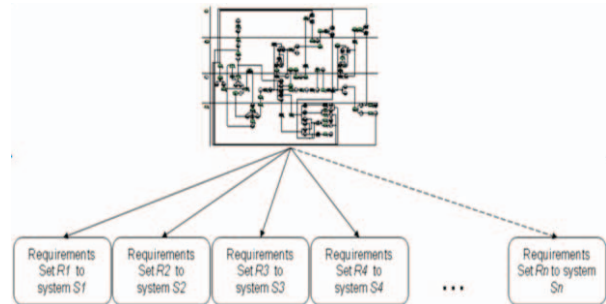 Requirements
Set R1 to
system S1
Requirements
Set R2 to
system S2
Requirements
Set R3 to
system S3
Requirements
Set R4 to
system S4
...
Requirements
Set Rn to system
Sn